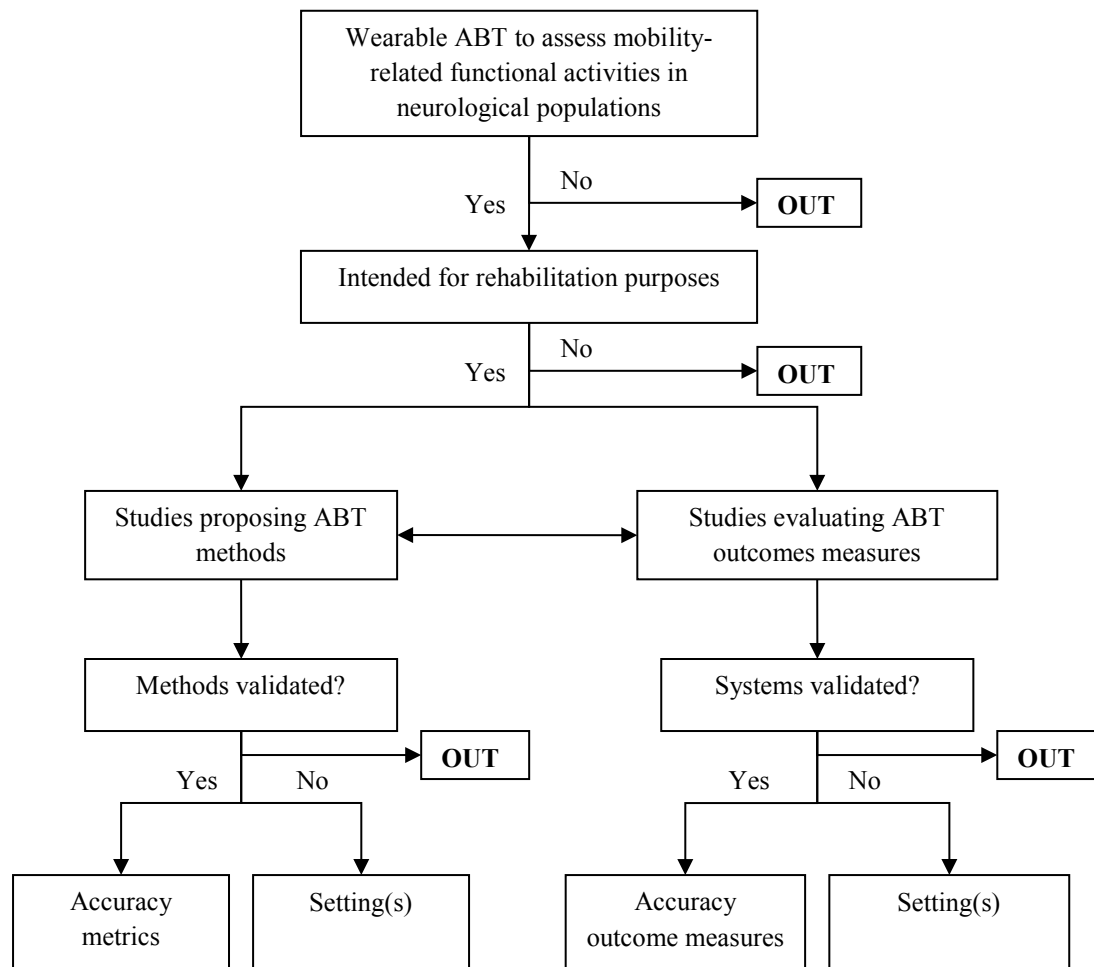 Wearable ABT to assess mobility-
related functional activities in
neurological populations
No
Yes
OUT
Intended for rehabilitation purposes
No
Yes
OUT
Studies proposing ABT
methods
Studies evaluating ABT
outcomes measures
Methods validated?
Systems validated?
OUT
OUT
Yes
No
Yes
No
Accuracy
metrics
Setting(s)
Accuracy
outcome measures
Setting(s)